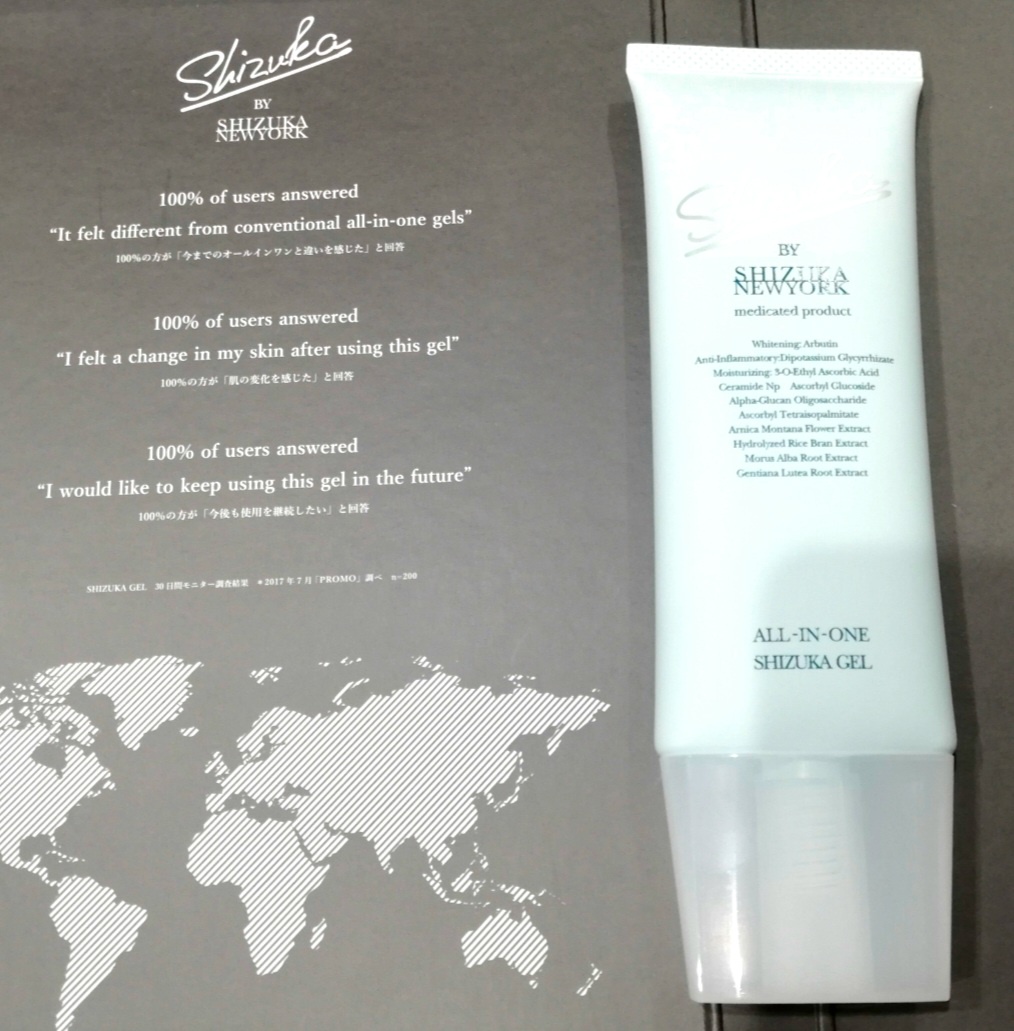 Shizuka
BY
SHIZUKA
NEWYORK
100% of users answered
“It felt different from conventional all-in-one gels”
100%の方が「今までのオールインワンと違いを感じた」と回答
100% of users answered
“I felt a change in my skin after using this gel”
100%の方が「肌の変化を感じた」と回答
100% of users answered
“I would like to keep using this gel in the future”
100%の方が「今後も使用を継続したい」と回答
SHIZUKA GEL 30日間モニター調査結果 *2017年7月「PROMO」調べ n=200
BY
SHIZUKA
NEWYORK
medicated product
Whitening: Arbutin
Anti-Inflammatory:Dipotassium Glycyrrhizate
Moisturizing: 3-O-Ethyl Ascorbic Acid
Ceramide Np Ascorbyl Glucoside
Alpha-Glucan Oligosaccharide
Ascorbyl Tetraisopalmitate
Arnica Montana Flower Extract
Hydrolyzed Rice Bran Extract
Morus Alba Root Extract
Gentiana Lutea Root Extract
ALL-IN-ONE
SHIZUKA GEL